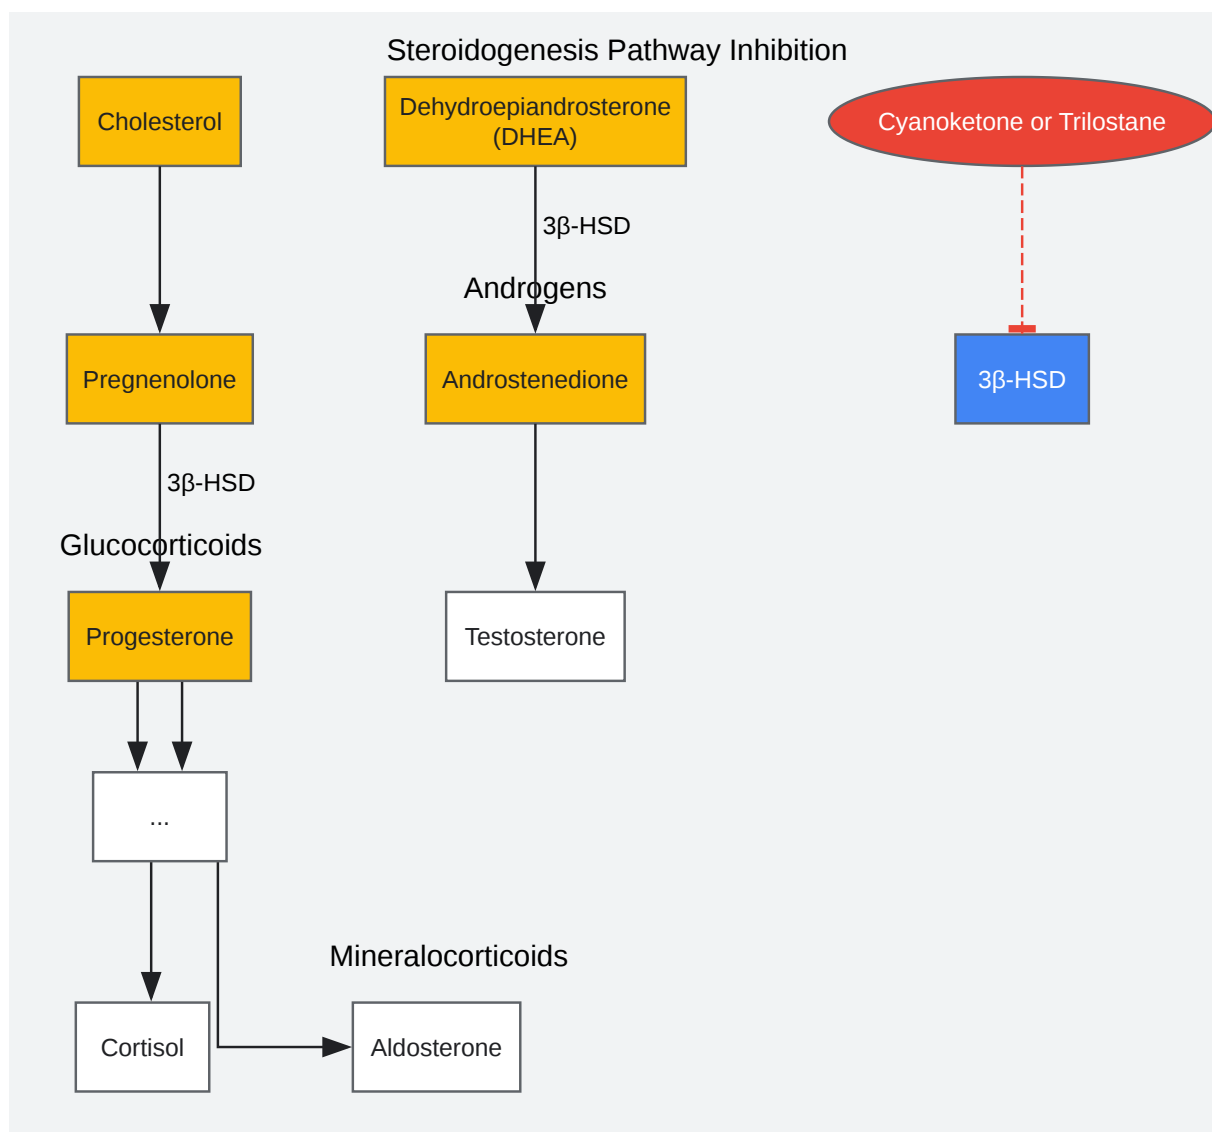 Steroidogenesis Pathway Inhibition
Cholesterol
Dehydroepiandrosterone
(DHEA)
Cyanoketone or Trilostane
3β-HSD
Androgens
Pregnenolone
Androstenedione
3β-HSD
3β-HSD
Glucocorticoids
Progesterone
Testosterone
...
Mineralocorticoids
Cortisol
Aldosterone